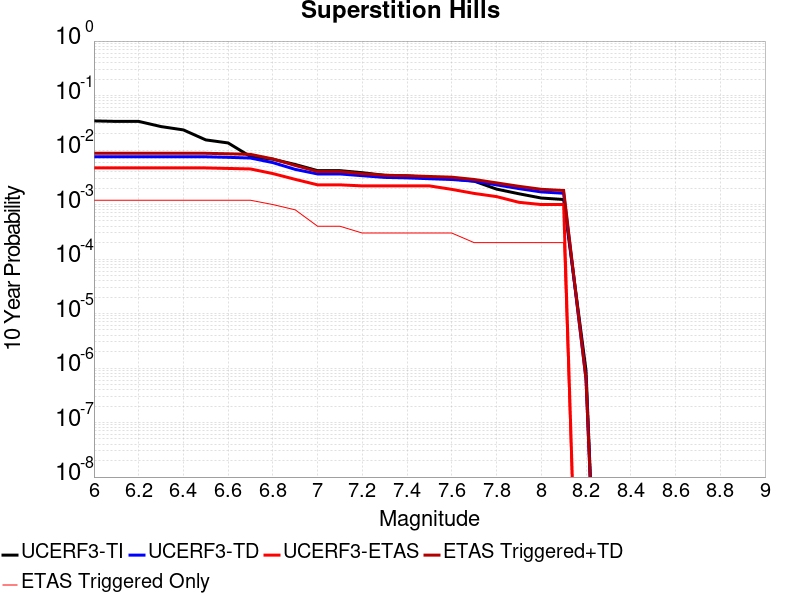 Superstition Hills
10^0
10^-1
10^-2
10^-3
10^-4
10^-5
10^-6
10^-7
10^-8
10 Year Probability
6 6.2 6.4 6.6 6.8 7 7.2 7.4 7.6 7.8 8 8.2 8.4 8.6 8.8 9
Magnitude
UCERF3-TI UCERF3-TD UCERF3-ETAS ETAS Triggered+TD
ETAS Triggered Only